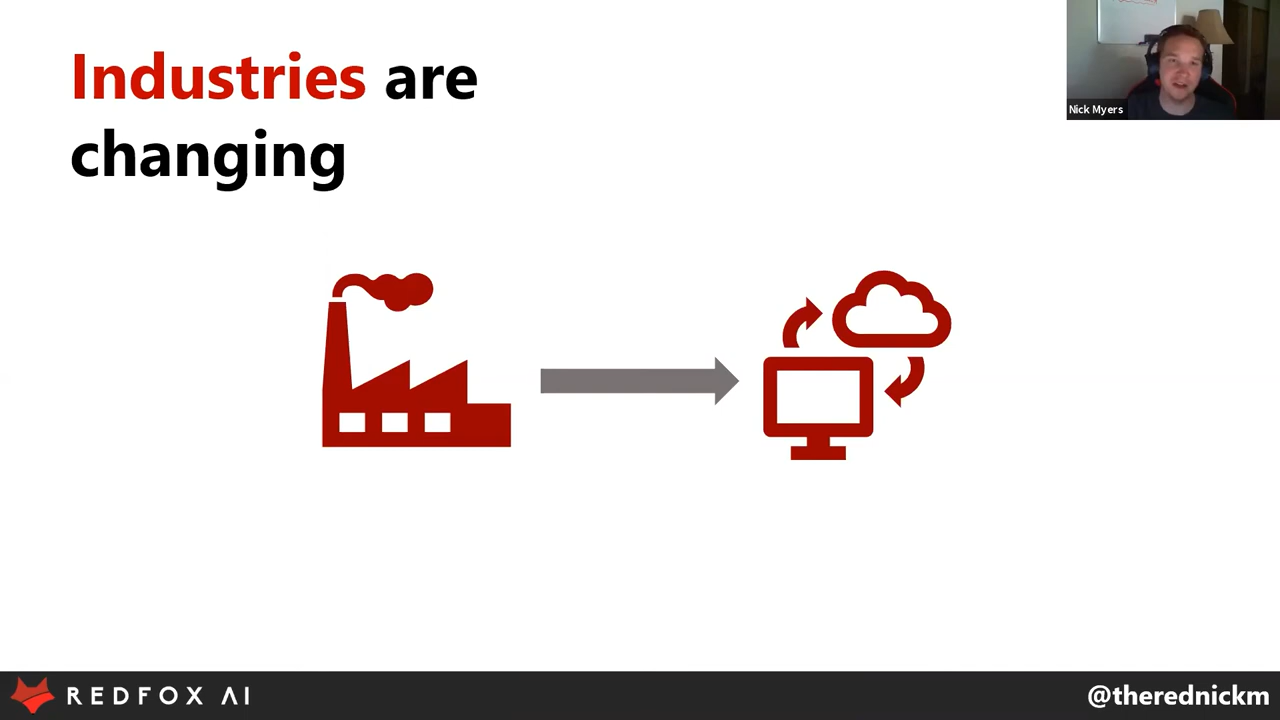 Industries are
changing
Nick Myers
REDFOX AI
@therednickm